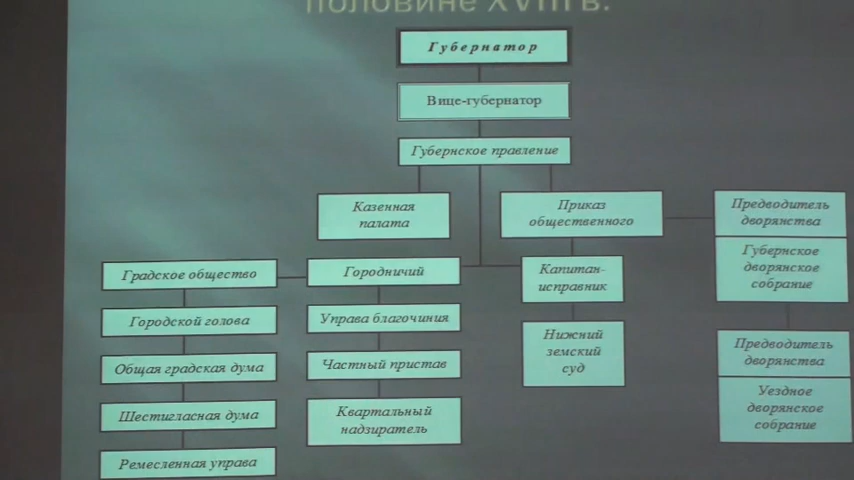 половине XVIII в.
Губернатор
Вице-губернатор
Губернское правление
Казенная
палата
Приказ
общественного
Предводитель
дворянства
Губернское
дворянское
собрание
Градское общество
Городничий
Капитан-
исправник
Городской голова
Управа благочиния
Нижний
земский
суд
Предводитель
дворянства
Общая градская дума
Частный пристав
Уездное
дворянское
собрание
Шестигласная дума
Квартальный
надзиратель
Ремесленная управа